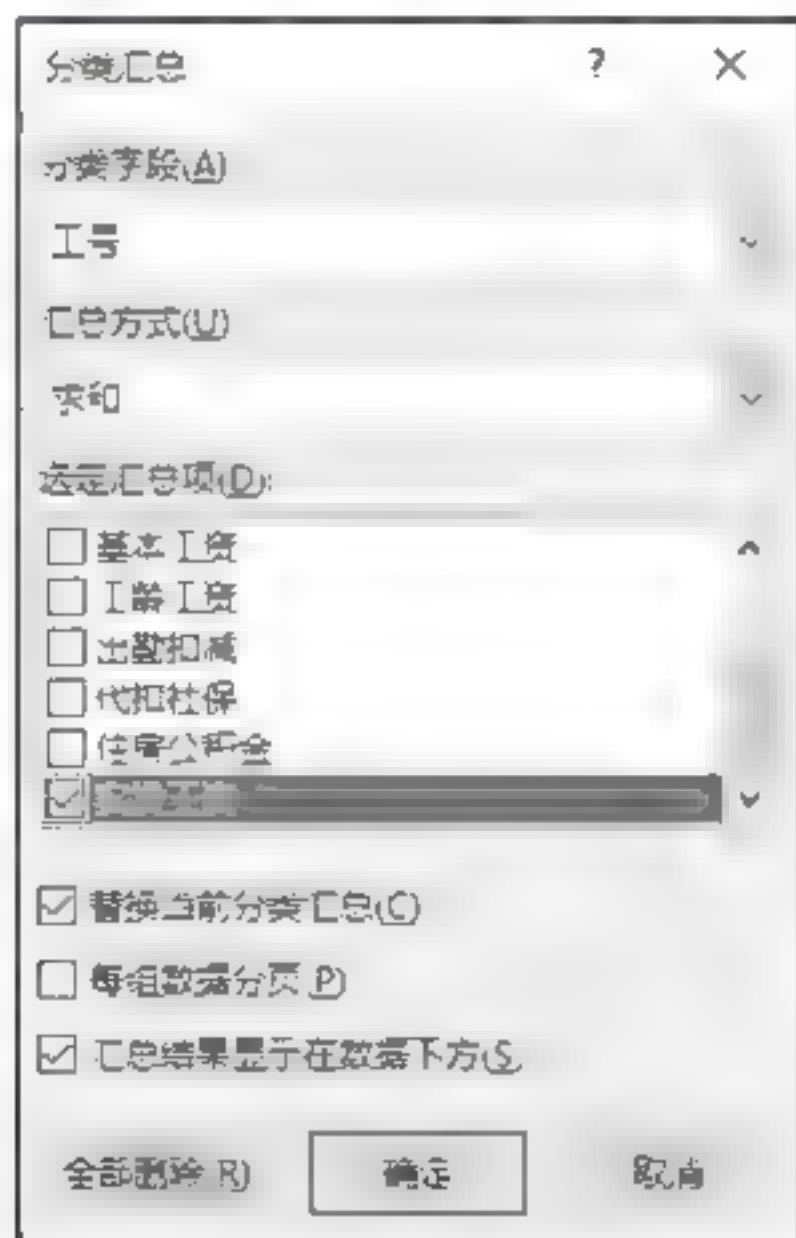 分类汇总 ? ×
分类字段(A)
工号
汇总方式(U)
求和
选定汇总项(D):
基本工资
工龄工资
出勤扣减
代扣社保
住房公积金
替换当前分类汇总(C)
每组数据分页(P)
汇总结果显示在数据下方(S)
全部删除(R) 确定 取消